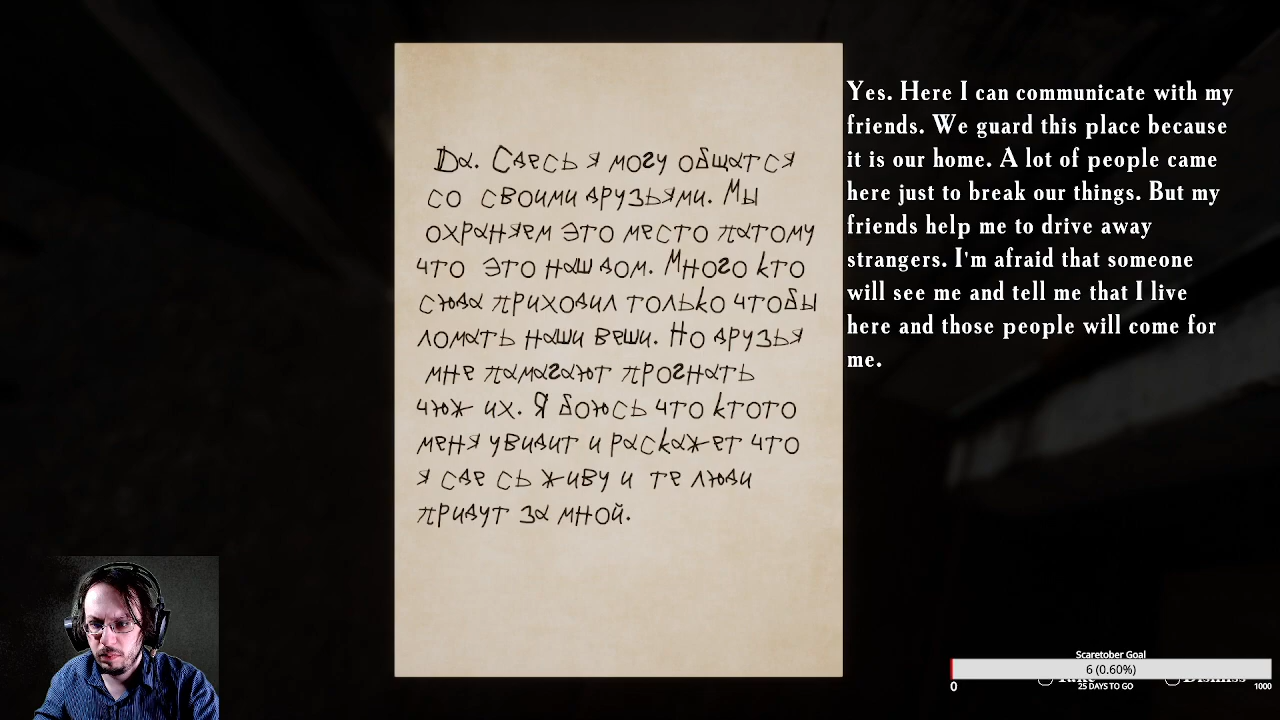 Да. Сдесь я могу общатся
со своими друзьями. Мы
охраняем это место патому
что это наш дом. Много кто
сюда приходил только чтобы
ломать наши веши. Но друзья
мне памагают прогнать
чюж их. Я боюсь что ктото
меня увидит и раскажет что
я сде сь живу и те люди
придут за мной.
Yes. Here I can communicate with my
friends. We guard this place because
it is our home. A lot of people came
here just to break our things. But my
friends help me to drive away
strangers. I'm afraid that someone
will see me and tell me that I live
here and those people will come for
me.
Scaretober Goal
6 (0.60%)
0 25 DAYS TO GO 1000